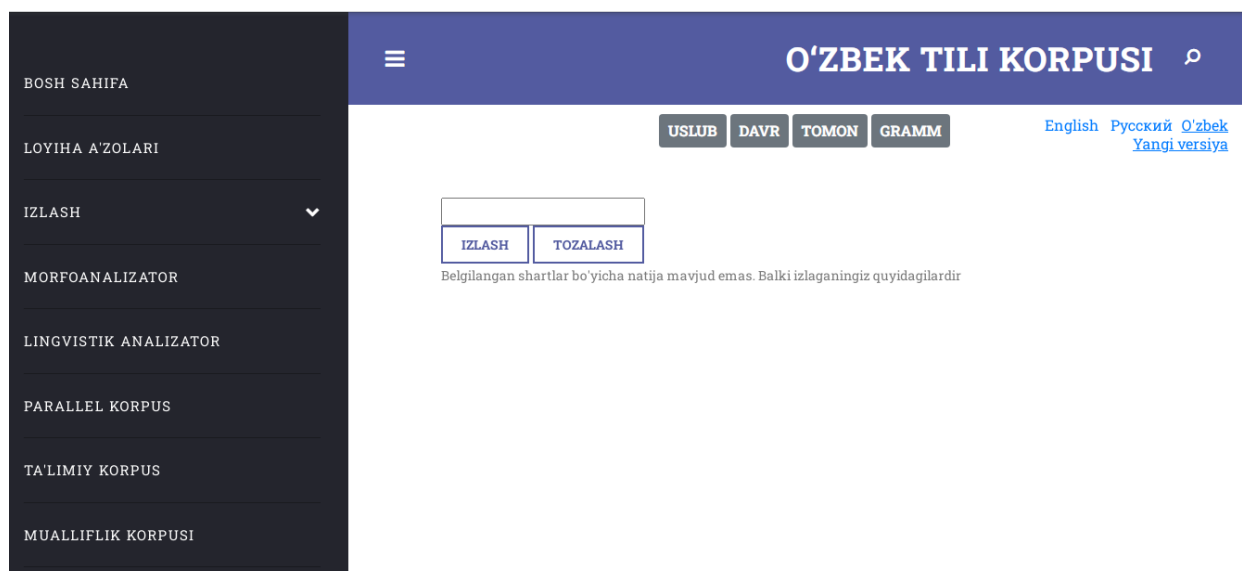 BOSH SAHIFA
LOYIHA A'ZOLARI
IZLASH
MORFOANALIZATOR
LINGVISTIK ANALIZATOR
PARALLEL KORPUS
TA'LIMIY KORPUS
MUALLIFLIK KORPUSI
O‘ZBEK TILI KORPUSI
USLUB DAVR TOMON GRAMM
English Русский O'zbek
Yangi versiya
IZLASH TOZALASH
Belgilangan shartlar bo'yicha natija mavjud emas. Balki izlaganingiz quyidagilardir